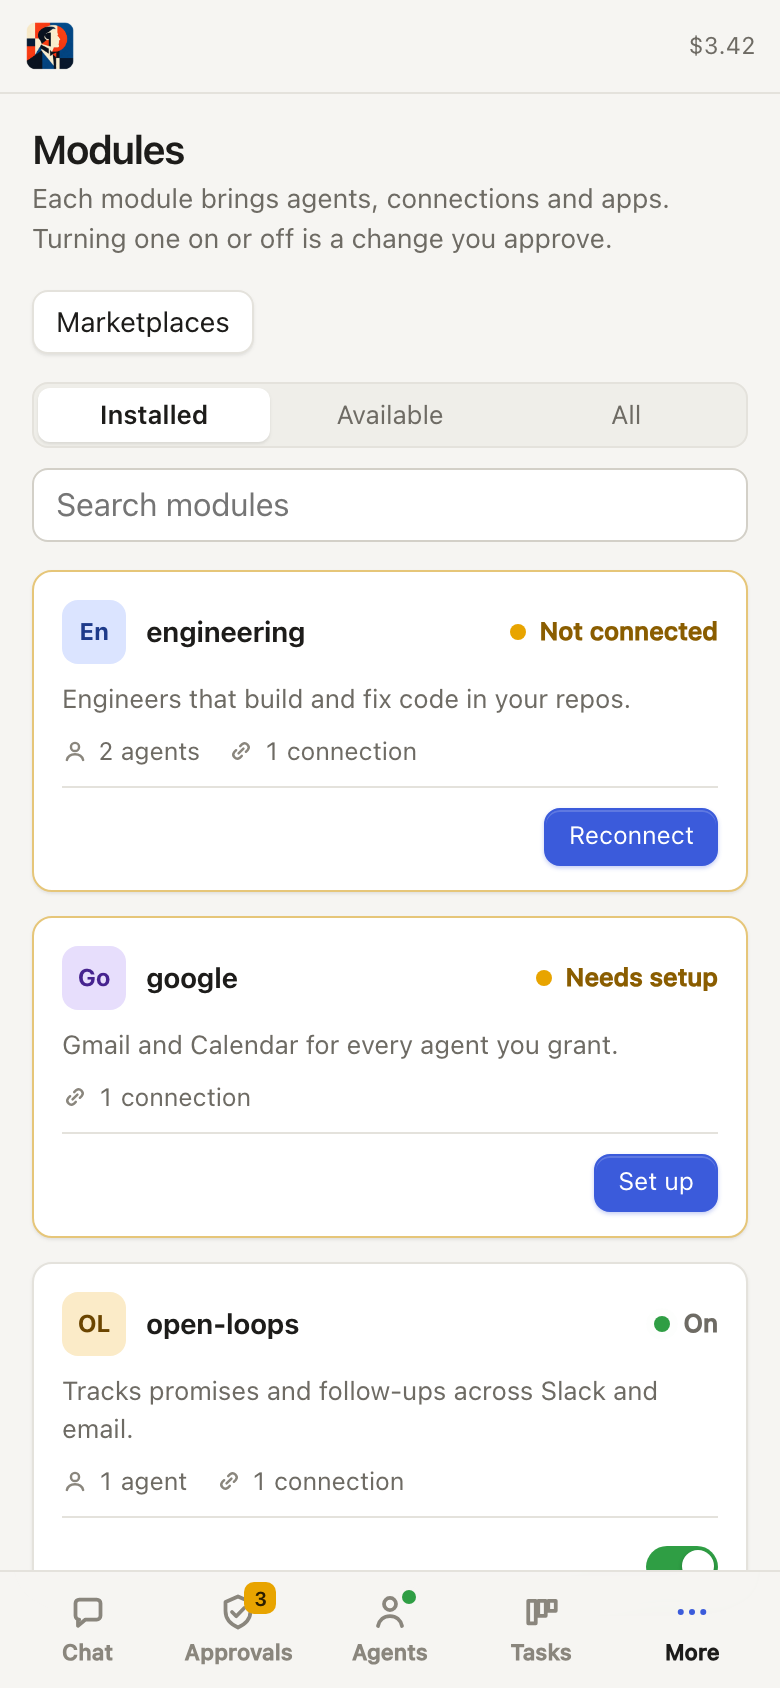 $3.42
Modules
Each module brings agents, connections and apps.
Turning one on or off is a change you approve.
Marketplaces
Installed
Available
All
Search modules
En
engineering
Not connected
Engineers that build and fix code in your repos.
2 agents
1 connection
Reconnect
Go
google
Needs setup
Gmail and Calendar for every agent you grant.
1 connection
Set up
OL
open-loops
On
Tracks promises and follow-ups across Slack and
email.
1 agent
1 connection
3
Chat
Approvals
Agents
Tasks
More